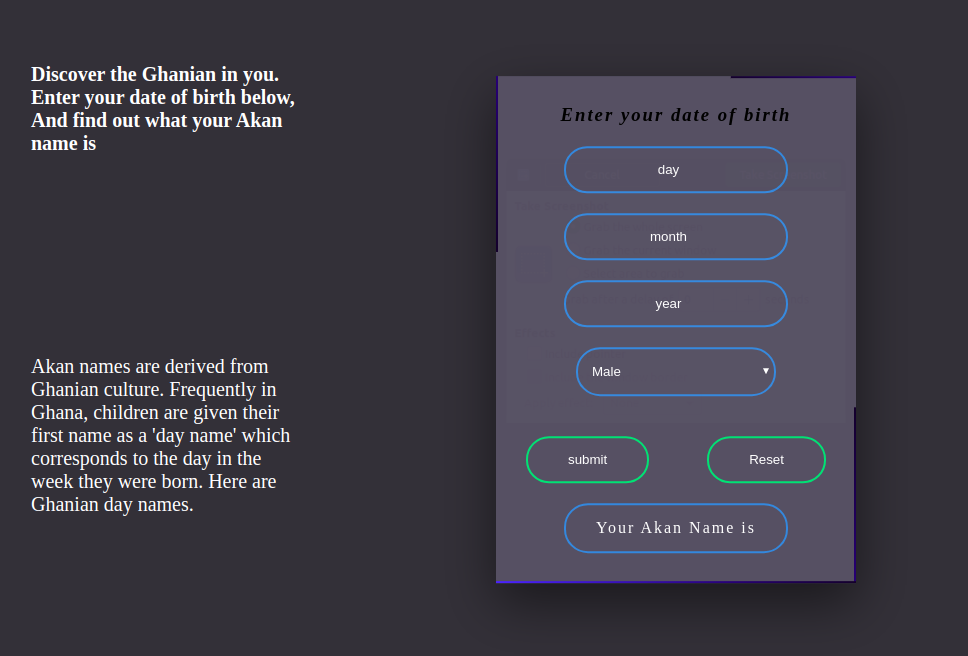 Discover the Ghanian in you.
Enter your date of birth below,
And find out what your Akan
name is
Akan names are derived from
Ghanian culture. Frequently in
Ghana, children are given their
first name as a 'day name' which
corresponds to the day in the
week they were born. Here are
Ghanian day names.
Enter your date of birth
day
month
year
Male
submit Reset
Your Akan Name is